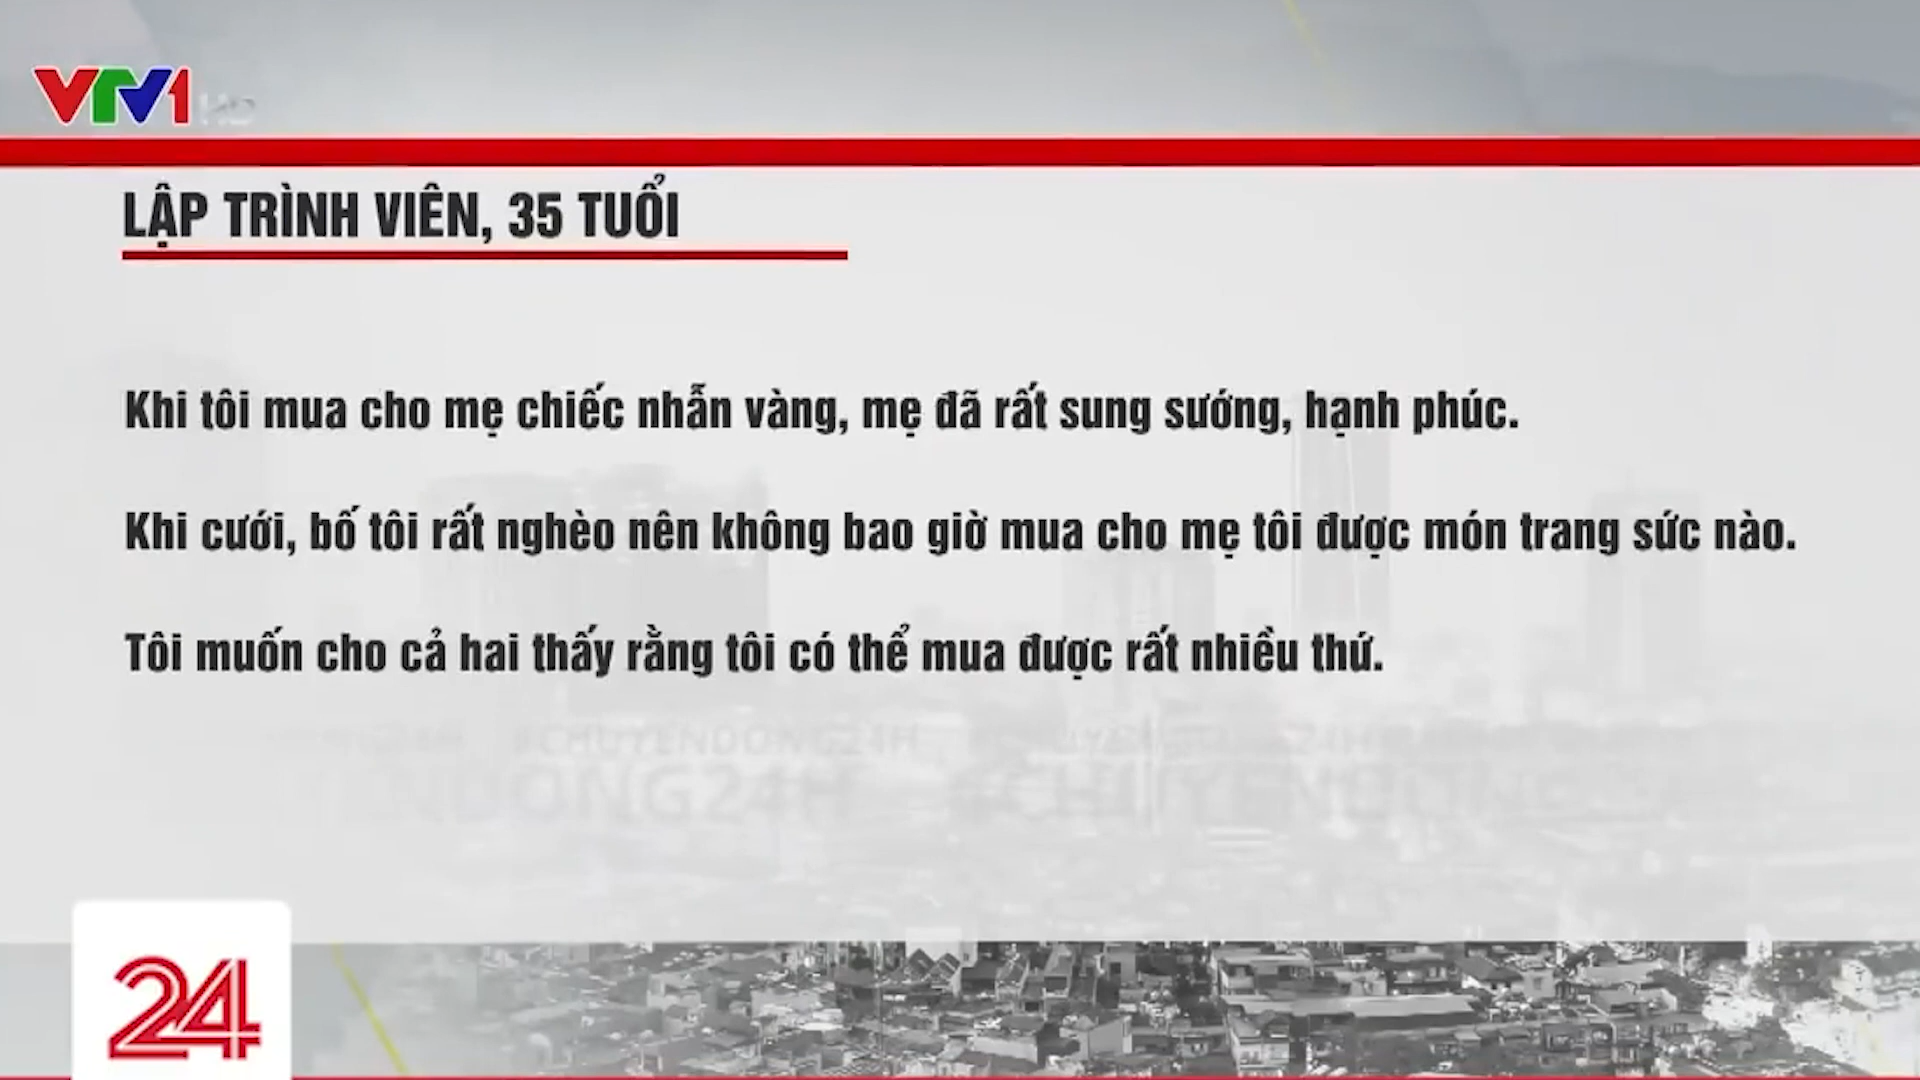 VTV1 HD
LẬP TRÌNH VIÊN, 35 TUỔI
Khi tôi mua cho mẹ chiếc nhẫn vàng, mẹ đã rất sung sướng, hạnh phúc.
Khi cưới, bố tôi rất nghèo nên không bao giờ mua cho mẹ tôi được món trang sức nào.
Tôi muốn cho cả hai thấy rằng tôi có thể mua được rất nhiều thứ.
#CHUYENDONG24H
24